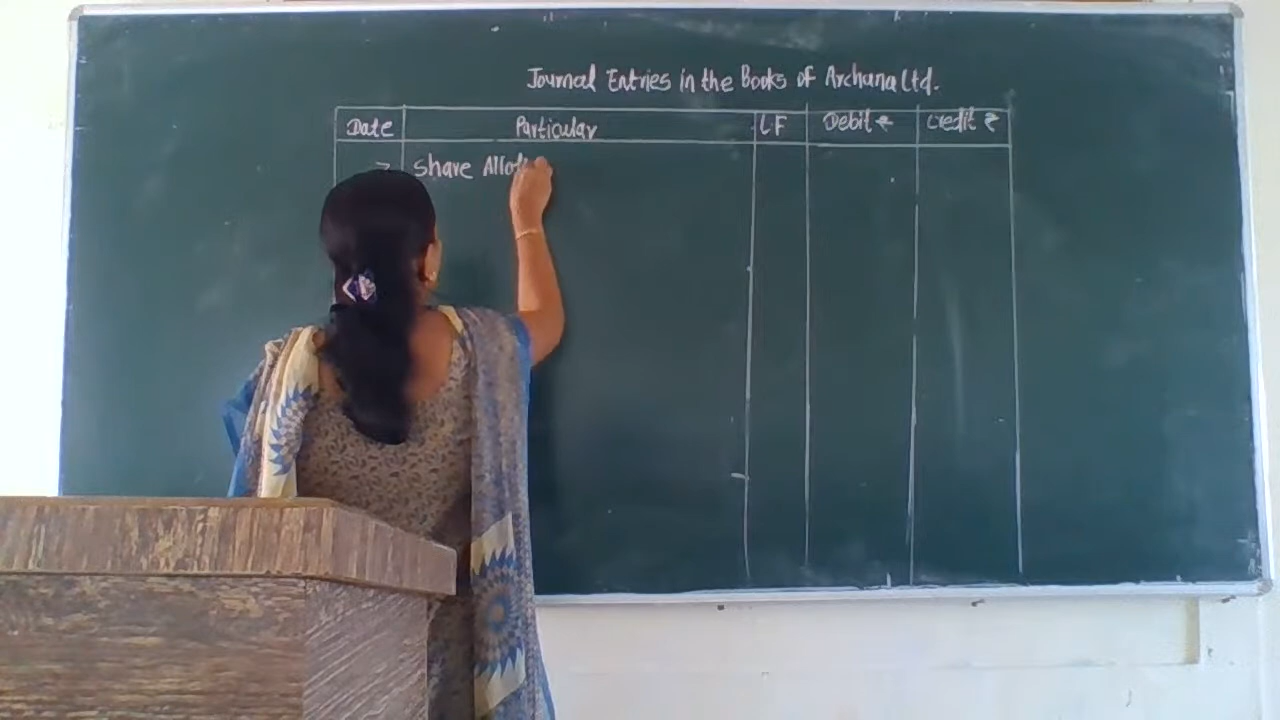 Journal Entries in the Books of Archana Ltd.
Date Particular L.F Debit ₹ Credit ₹
Share Allot